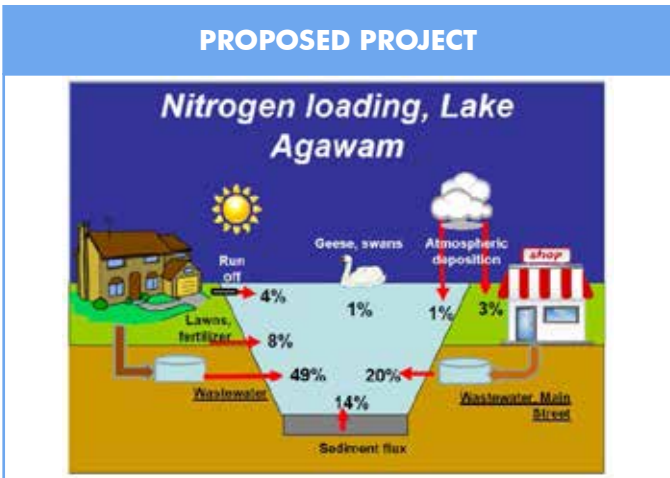 PROPOSED PROJECT
Nitrogen loading, Lake
Agawam
Geese, swans
Atmospheric
deposition
shop
Run
off
4%
1%
1%
3%
Lawns,
fertilizer
8%
49%
20%
Wastewater
Wastewater, Main
Street
14%
Sediment flux